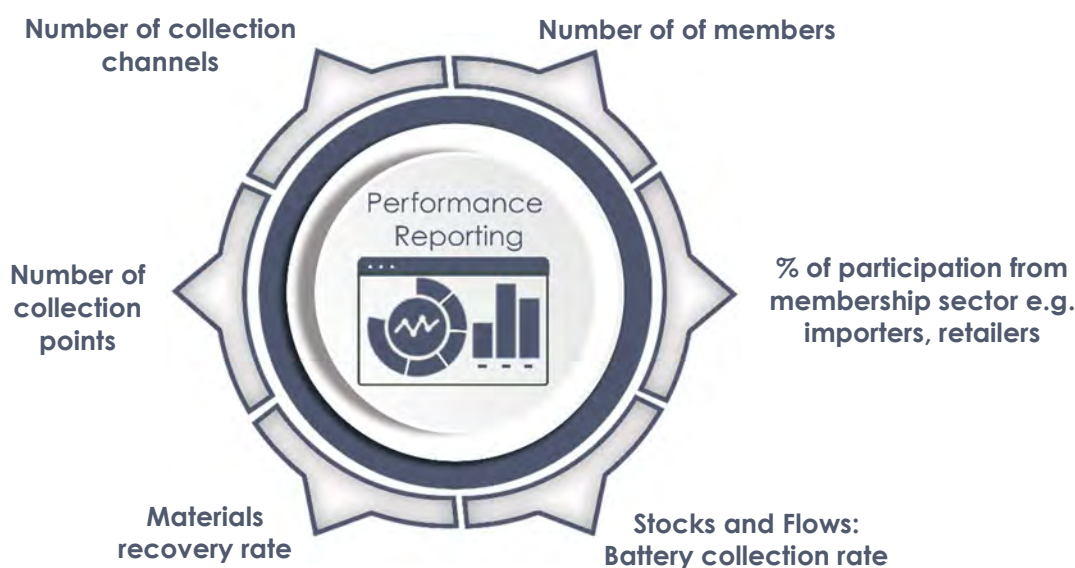 Number of collection
channels
Number of of members
Performance
Reporting
Number of
collection
points
% of participation from
membership sector e.g.
importers, retailers
Materials
recovery rate
Stocks and Flows:
Battery collection rate